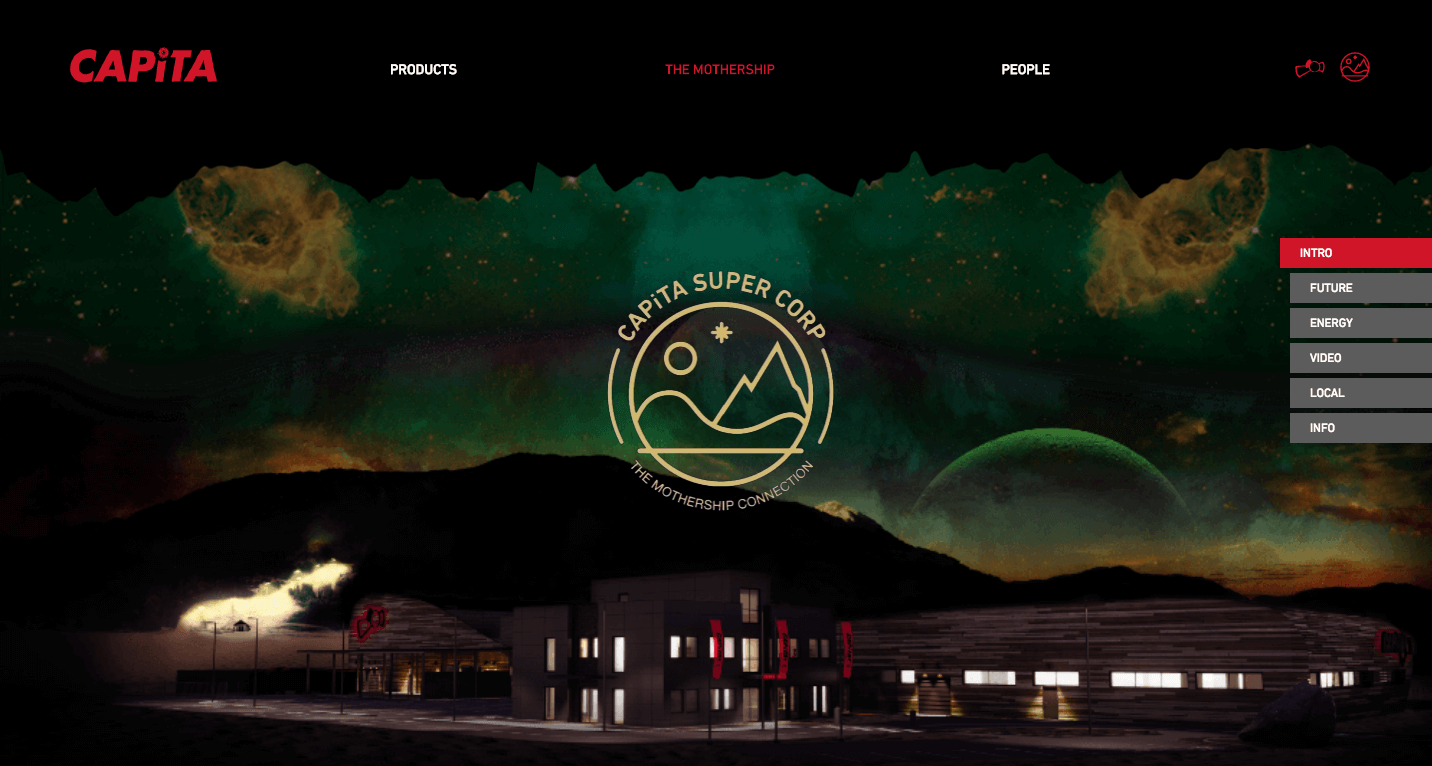 CAPiTA
PRODUCTS
THE MOTHERSHIP
PEOPLE
INTRO
FUTURE
ENERGY
VIDEO
LOCAL
INFO
CAPiTA SUPER CORP
THE MOTHERSHIP CONNECTION